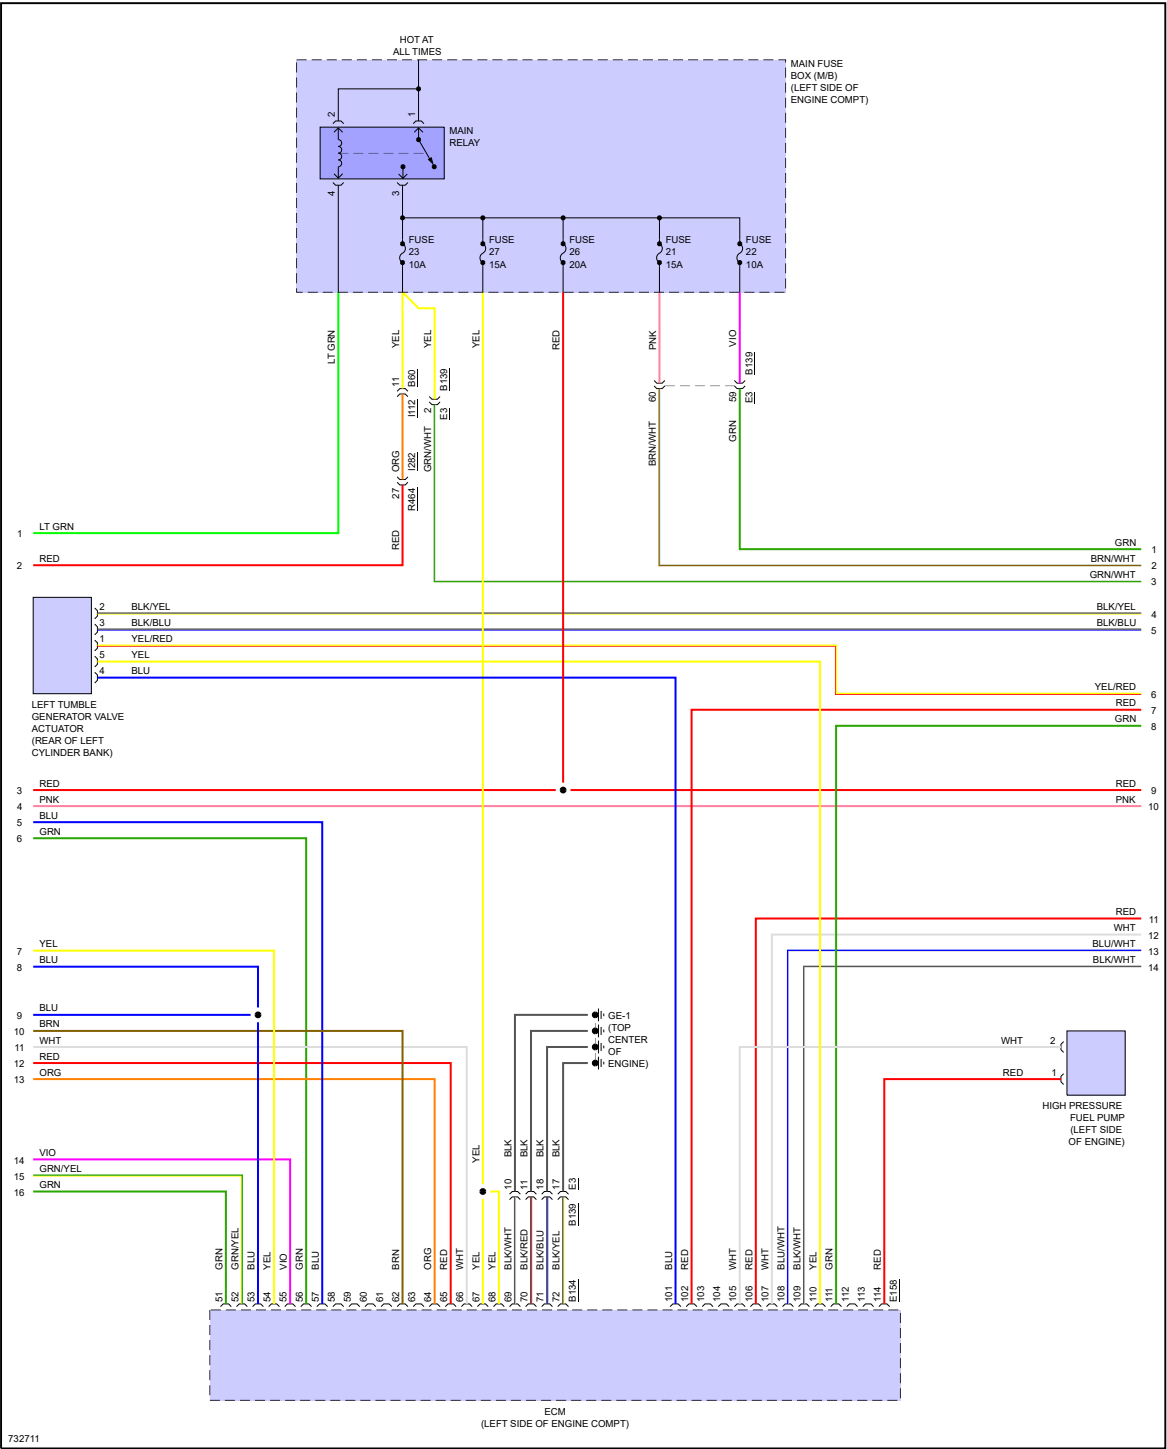 HOT AT
ALL TIMES
MAIN FUSE
BOX (M/B)
(LEFT SIDE OF
ENGINE COMPT)
2
1
MAIN
RELAY
4
3
FUSE
23
10A
FUSE
27
15A
FUSE
26
20A
FUSE
21
15A
FUSE
22
10A
LT GRN
YEL
YEL
YEL
RED
PNK
VIO
11
B60
I112
2
B139
E3
60
59
B139
E3
ORG
I282
GRN/WHT
BRN/WHT
GRN
27
R464
RED
1 LT GRN
2 RED
GRN 1
BRN/WHT 2
GRN/WHT 3
2 BLK/YEL
3 BLK/BLU
1 YEL/RED
5 YEL
4 BLU
BLK/YEL 4
BLK/BLU 5
LEFT TUMBLE
GENERATOR VALVE
ACTUATOR
(REAR OF LEFT
CYLINDER BANK)
YEL/RED 6
RED 7
GRN 8
3 RED
4 PNK
5 BLU
6 GRN
RED 9
PNK 10
RED 11
WHT 12
BLU/WHT 13
BLK/WHT 14
7 YEL
8 BLU
9 BLU
10 BRN
11 WHT
12 RED
13 ORG
GE-1
(TOP
CENTER
OF
ENGINE)
WHT 2
RED 1
HIGH PRESSURE
FUEL PUMP
(LEFT SIDE
OF ENGINE)
14 VIO
15 GRN/YEL
16 GRN
YEL
BLK
BLK
BLK
BLK
10
11
18
17
E3
B139
GRN
GRN/YEL
BLU
YEL
VIO
GRN
BLU
BRN
ORG
RED
WHT
YEL
YEL
BLK/WHT
BLK/RED
BLK/BLU
BLK/YEL
BLU
RED
WHT
RED
WHT
BLU/WHT
BLK/WHT
YEL
GRN
RED
51
52
53
54
55
56
57
58
59
60
61
62
63
64
65
66
67
68
69
70
71
72
B134
101
102
103
104
105
106
107
108
109
110
111
112
113
114
E158
ECM
(LEFT SIDE OF ENGINE COMPT)
732711